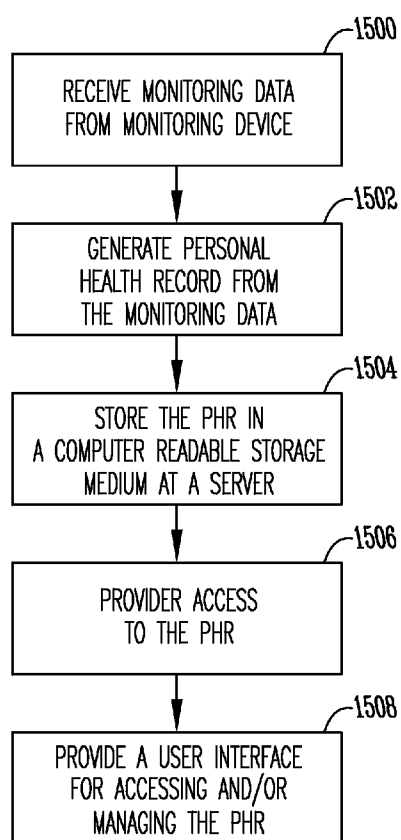 1500
RECEIVE MONITORING DATA
FROM MONITORING DEVICE
1502
GENERATE PERSONAL
HEALTH RECORD FROM
THE MONITORING DATA
1504
STORE THE PHR IN
A COMPUTER READABLE STORAGE
MEDIUM AT A SERVER
1506
PROVIDER ACCESS
TO THE PHR
1508
PROVIDE A USER INTERFACE
FOR ACCESSING AND/OR
MANAGING THE PHR